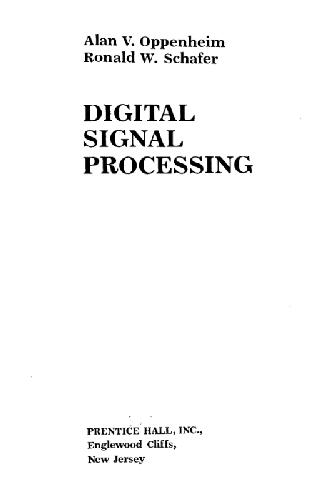 Alan V. Oppenheim
Ronald W. Schafer
DIGITAL
SIGNAL
PROCESSING
PRENTICE HALL, INC.,
Englewood Cliffs,
New Jersey